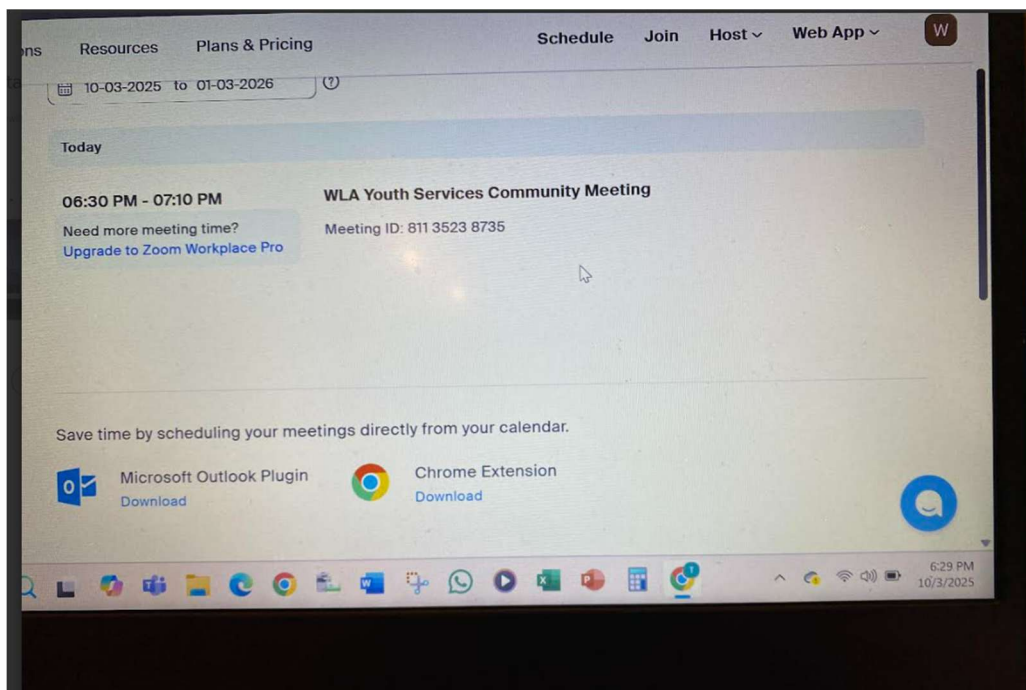 ons Resources Plans & Pricing Schedule Join Host Web App W
10-03-2025 to 01-03-2026 ?
Today
06:30 PM - 07:10 PM WLA Youth Services Community Meeting
Need more meeting time? Meeting ID: 811 3523 8735
Upgrade to Zoom Workplace Pro
Save time by scheduling your meetings directly from your calendar.
Microsoft Outlook Plugin Chrome Extension
Download Download
6:29 PM
10/3/2025